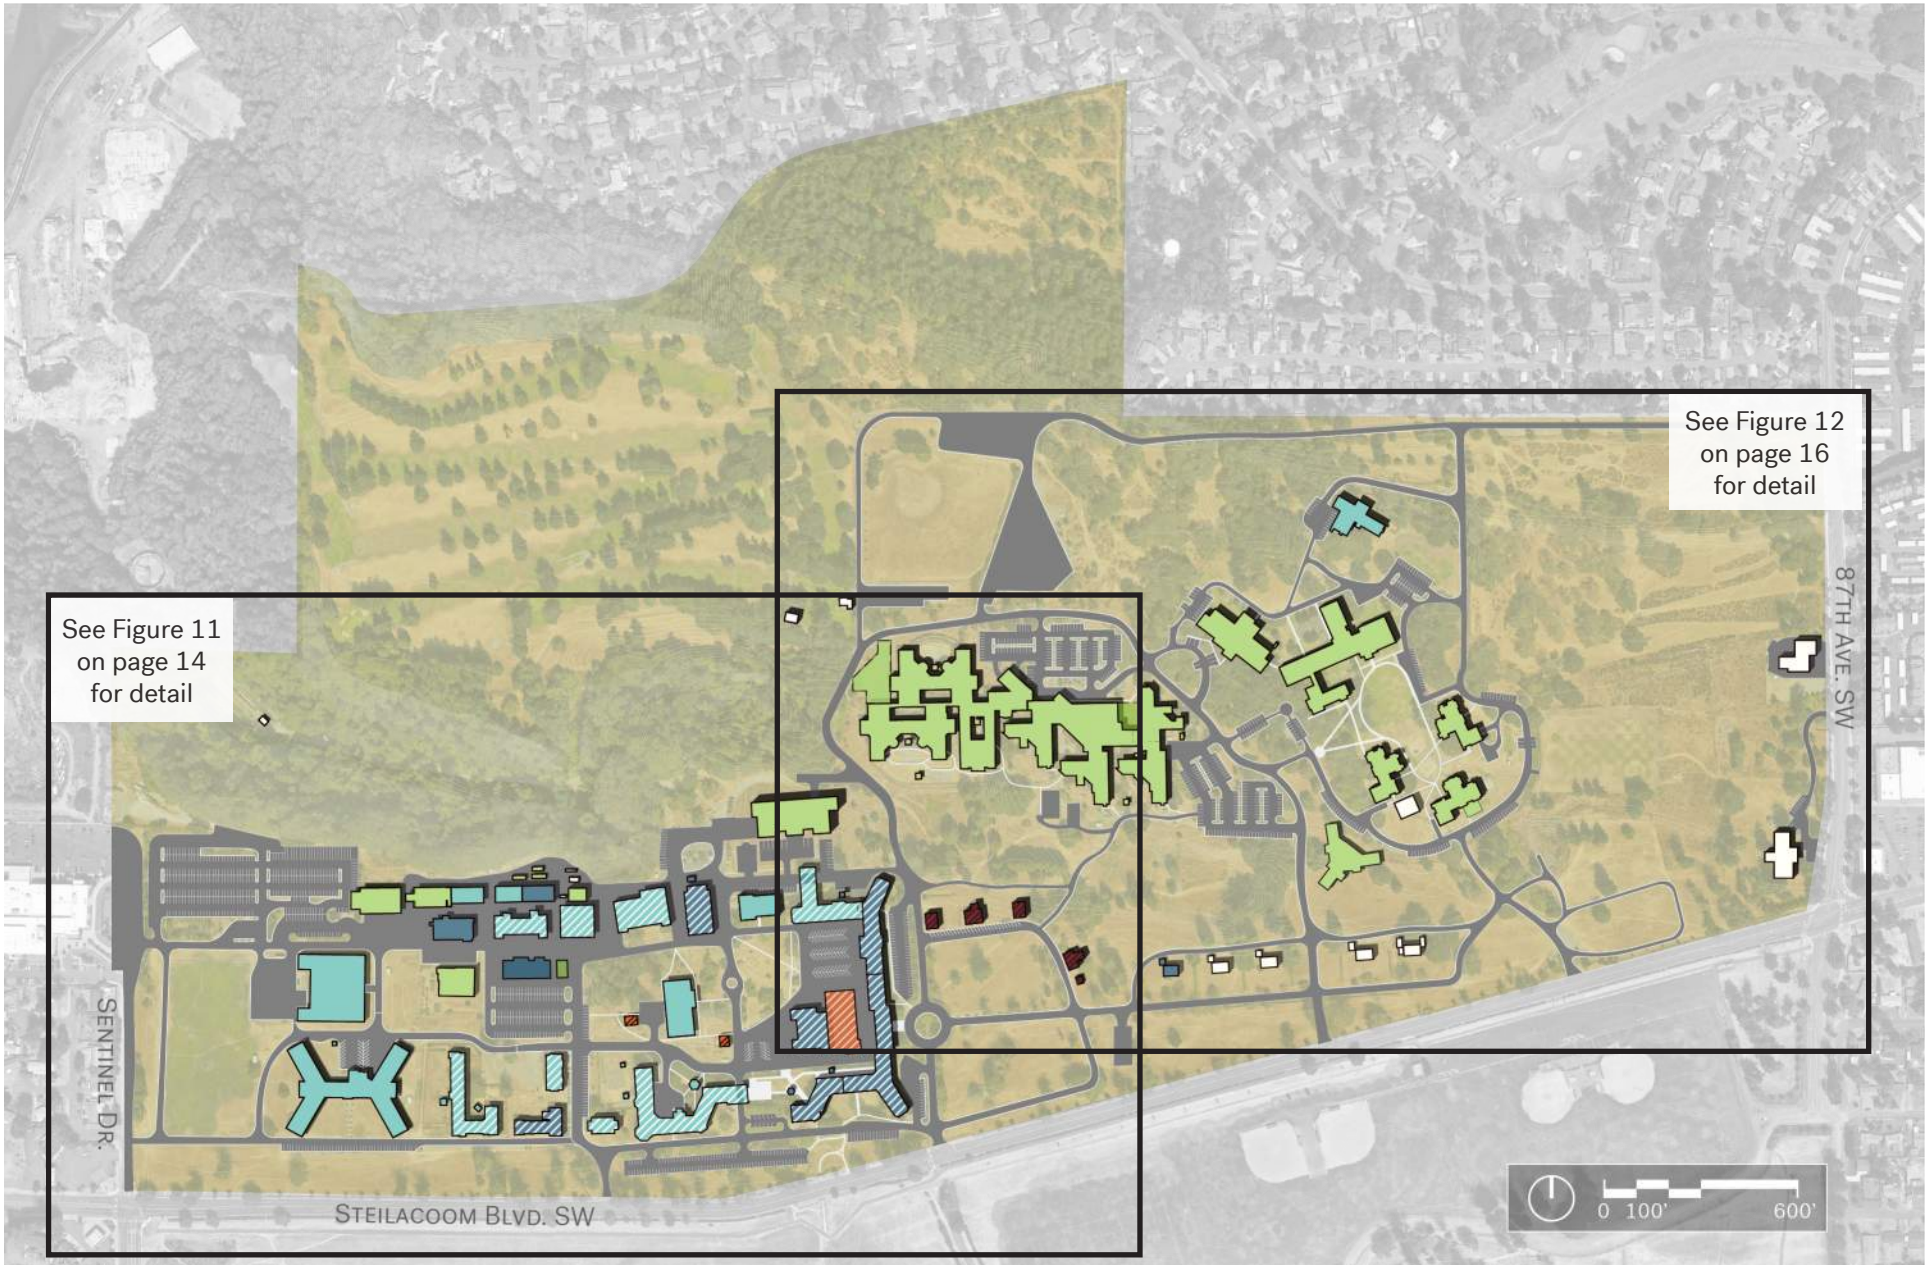 See Figure 12
on page 16
for detail
See Figure 11
on page 14
for detail
87TH AVE. SW
SENTINEL DR.
STEILACOOM BLVD. SW
0 100' 600'